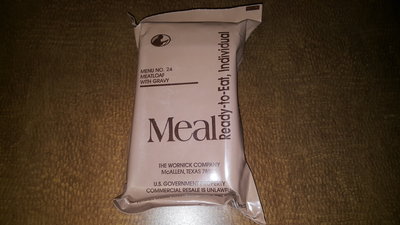 MENU NO. 24
MEATLOAF
WITH GRAVY
Meal
Ready-to-Eat, Individual
THE WORNICK COMPANY
McALLEN, TEXAS
U.S. GOVERNMENT PROPERTY
COMMERCIAL RESALE IS UNLAWFUL